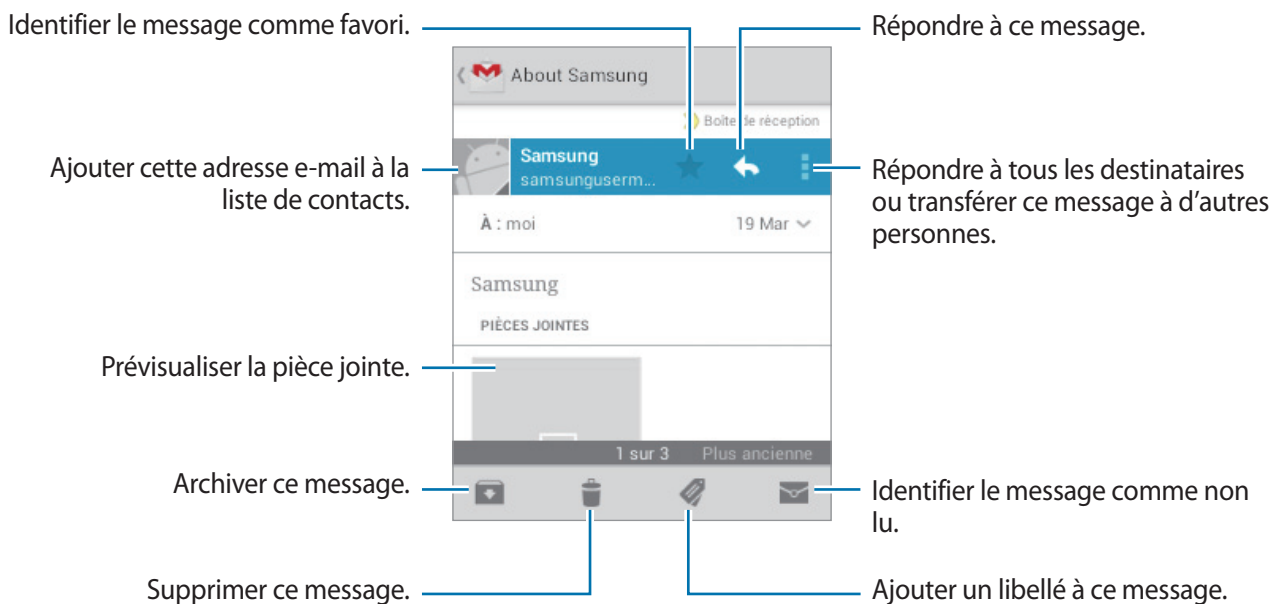 Identifier le message comme favori.
Répondre à ce message.
About Samsung
Boîte de réception
Ajouter cette adresse e-mail à la
liste de contacts.
Samsung
samsunguserm...
Répondre à tous les destinataires
ou transférer ce message à d'autres
personnes.
À : moi
19 Mar
Samsung
PIÈCES JOINTES
Prévisualiser la pièce jointe.
1 sur 3
Plus ancienne
Archiver ce message.
Identifier le message comme non
lu.
Supprimer ce message.
Ajouter un libellé à ce message.